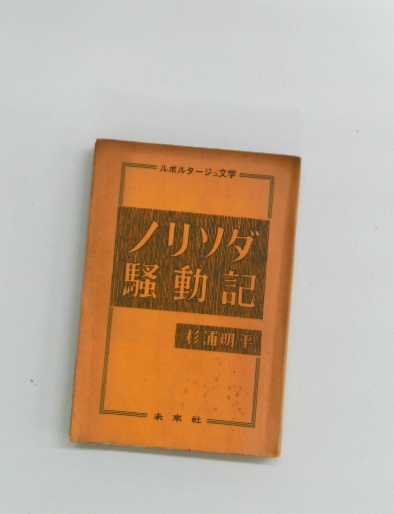 ルポルタージュ文学
ノリソダ
騒動記
杉浦明平
未來社